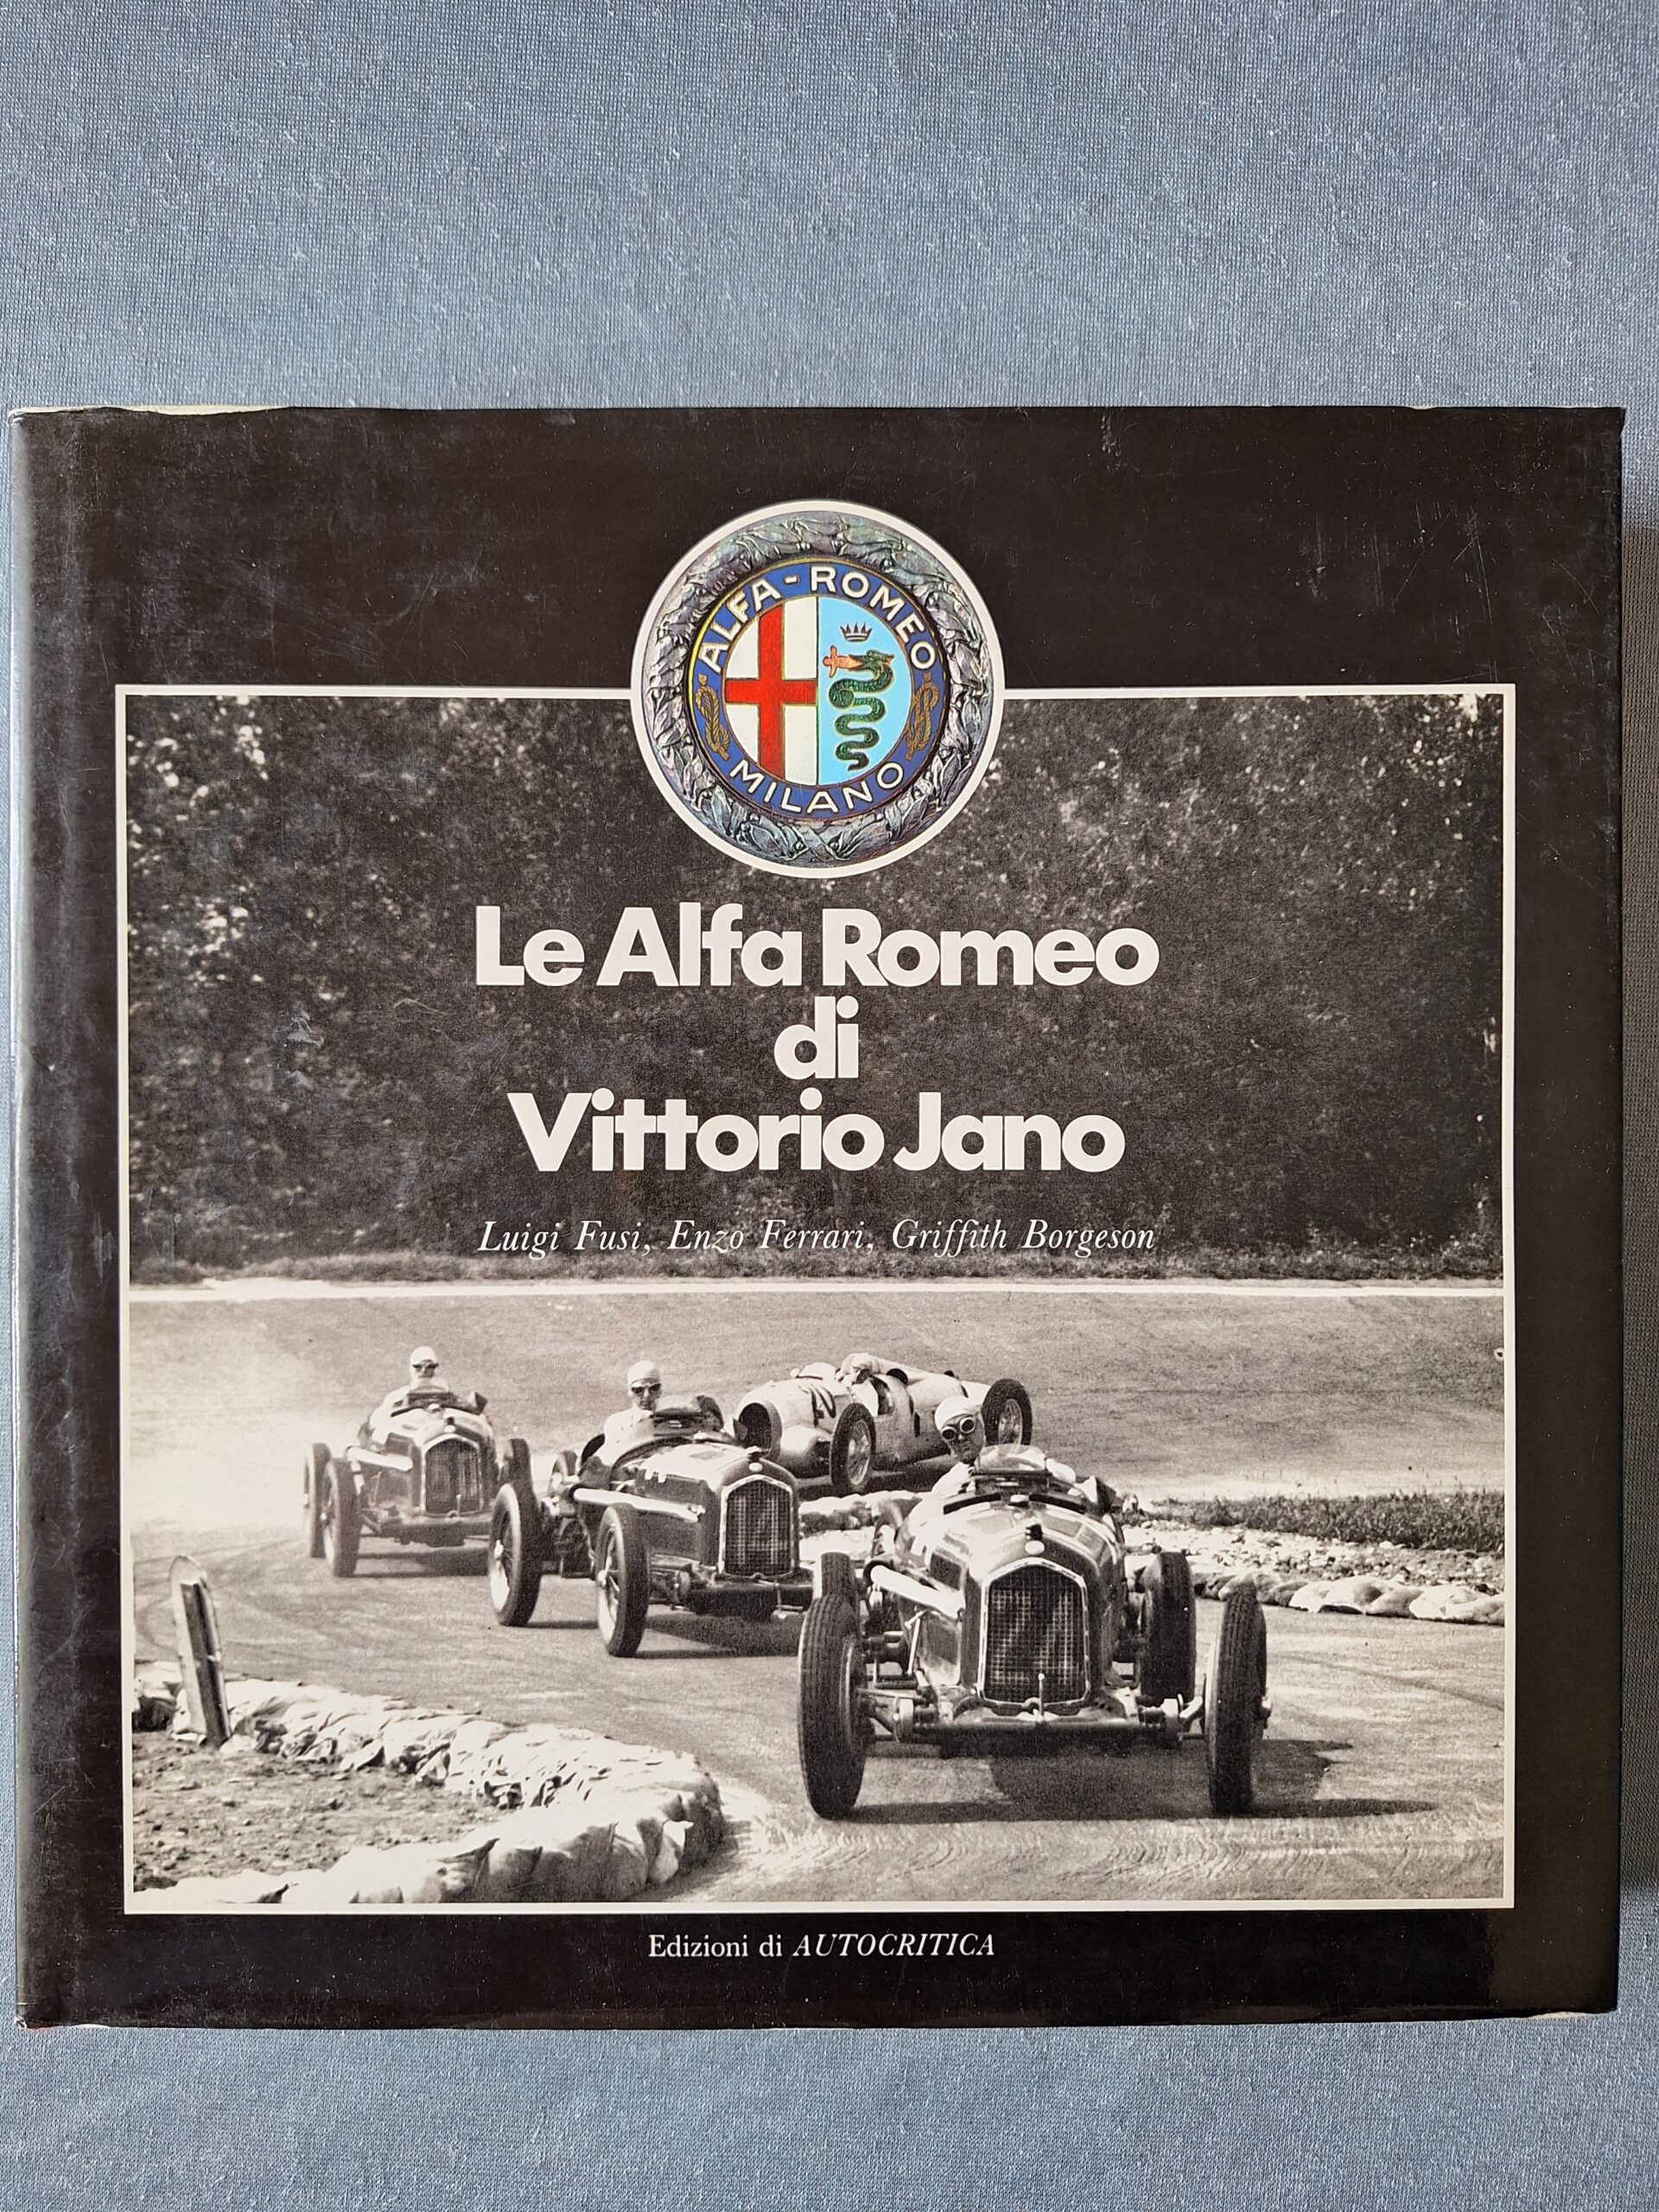 ALFA-ROMEO
MILANO
Le Alfa Romeo
di
Vittorio Jano
Luigi Fusi, Enzo Ferrari, Griffith Borgeson
Edizioni di AUTOCRITICA